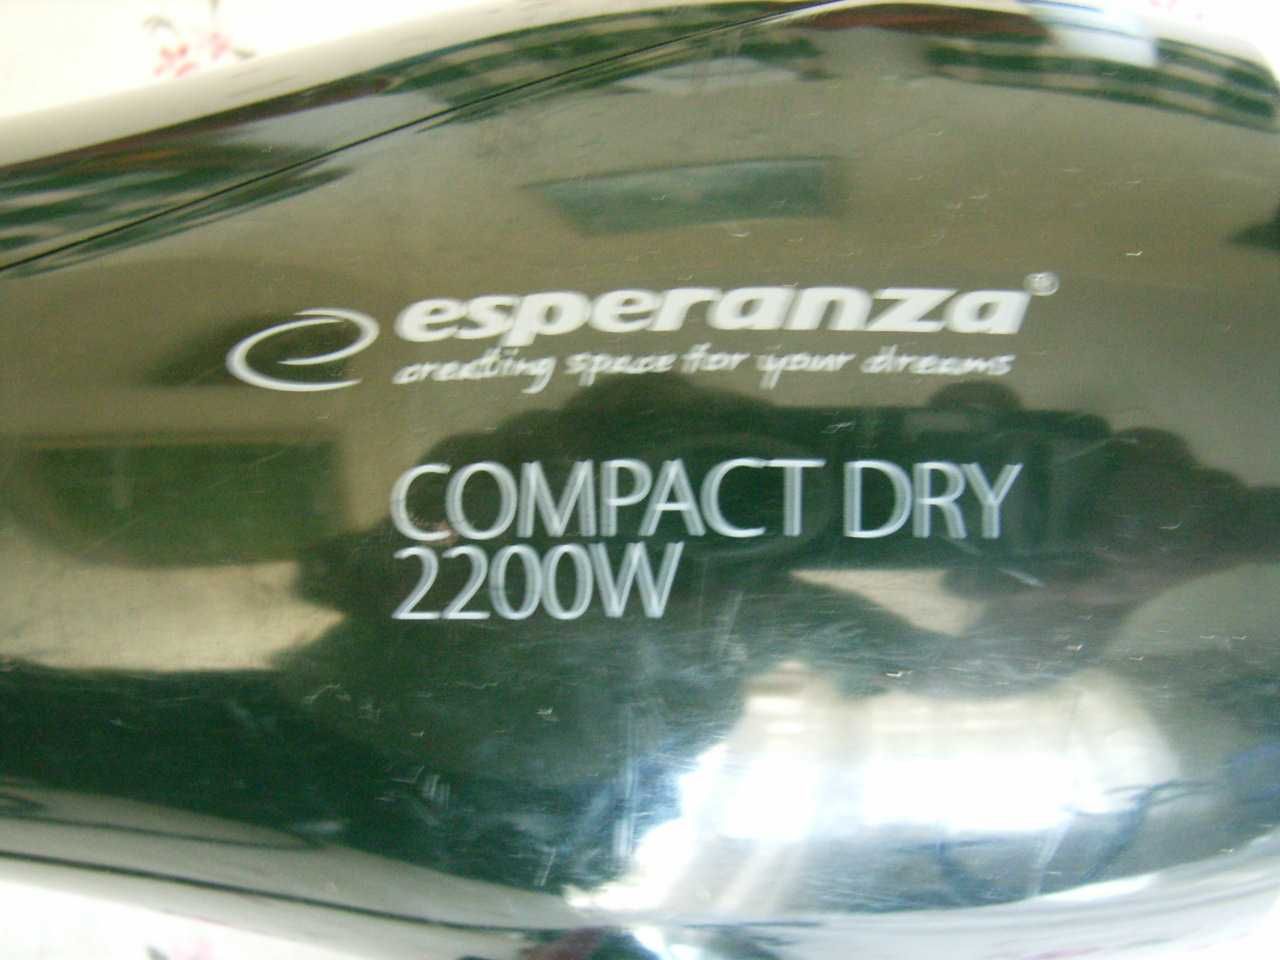 esperanza®
creating space for your dreams
COMPACT DRY
2200W